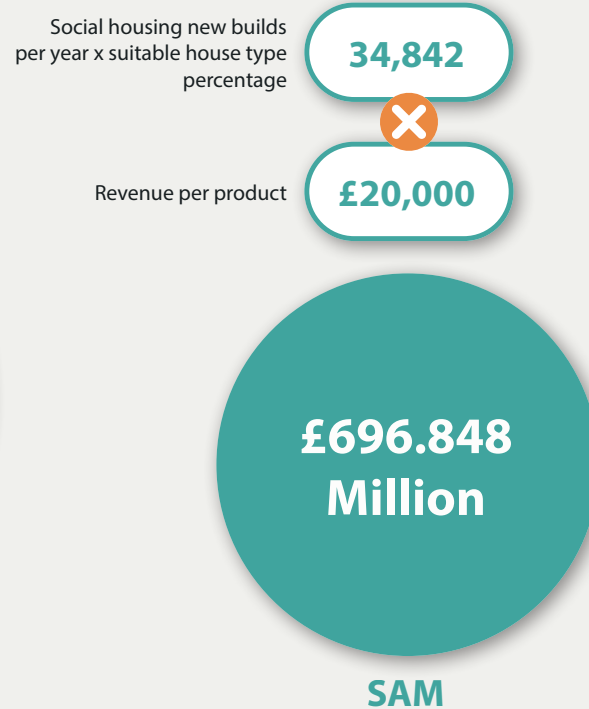 Social housing new builds
per year x suitable house type
percentage
34,842
Revenue per product
£20,000
£696.848
Million
SAM